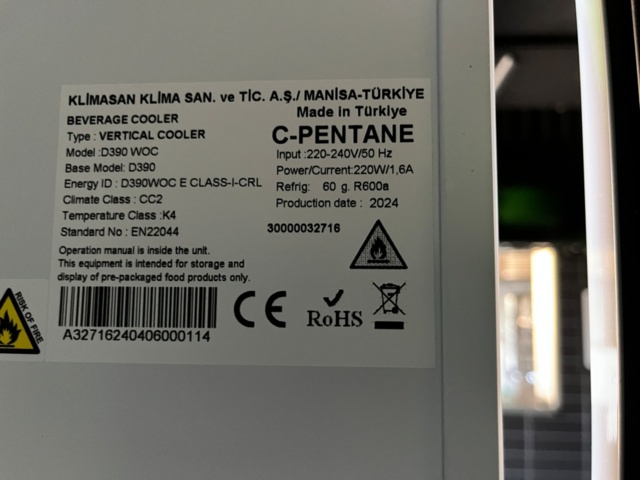 KLİMASAN KLİMA SAN. ve TİC. A.Ş./ MANİSA-TÜRKİYE
BEVERAGE COOLER
Type : VERTICAL COOLER
Model :D390 WOC
Base Model: D390
Energy ID : D390WOC E CLASS-I-CRL
Climate Class : CC2
Temperature Class :K4
Standard No : EN22044
Made in Türkiye
C-PENTANE
Input :220-240V/50 Hz
Power/Current:220W/1,6A
Refrig: 60 g. R600a
Production date : 2024
30000032716
Operation manual is inside the unit.
This equipment is intended for storage and
display of pre-packaged food products only.
A32716240406000114
CE
RoHS
RISK OF FIRE